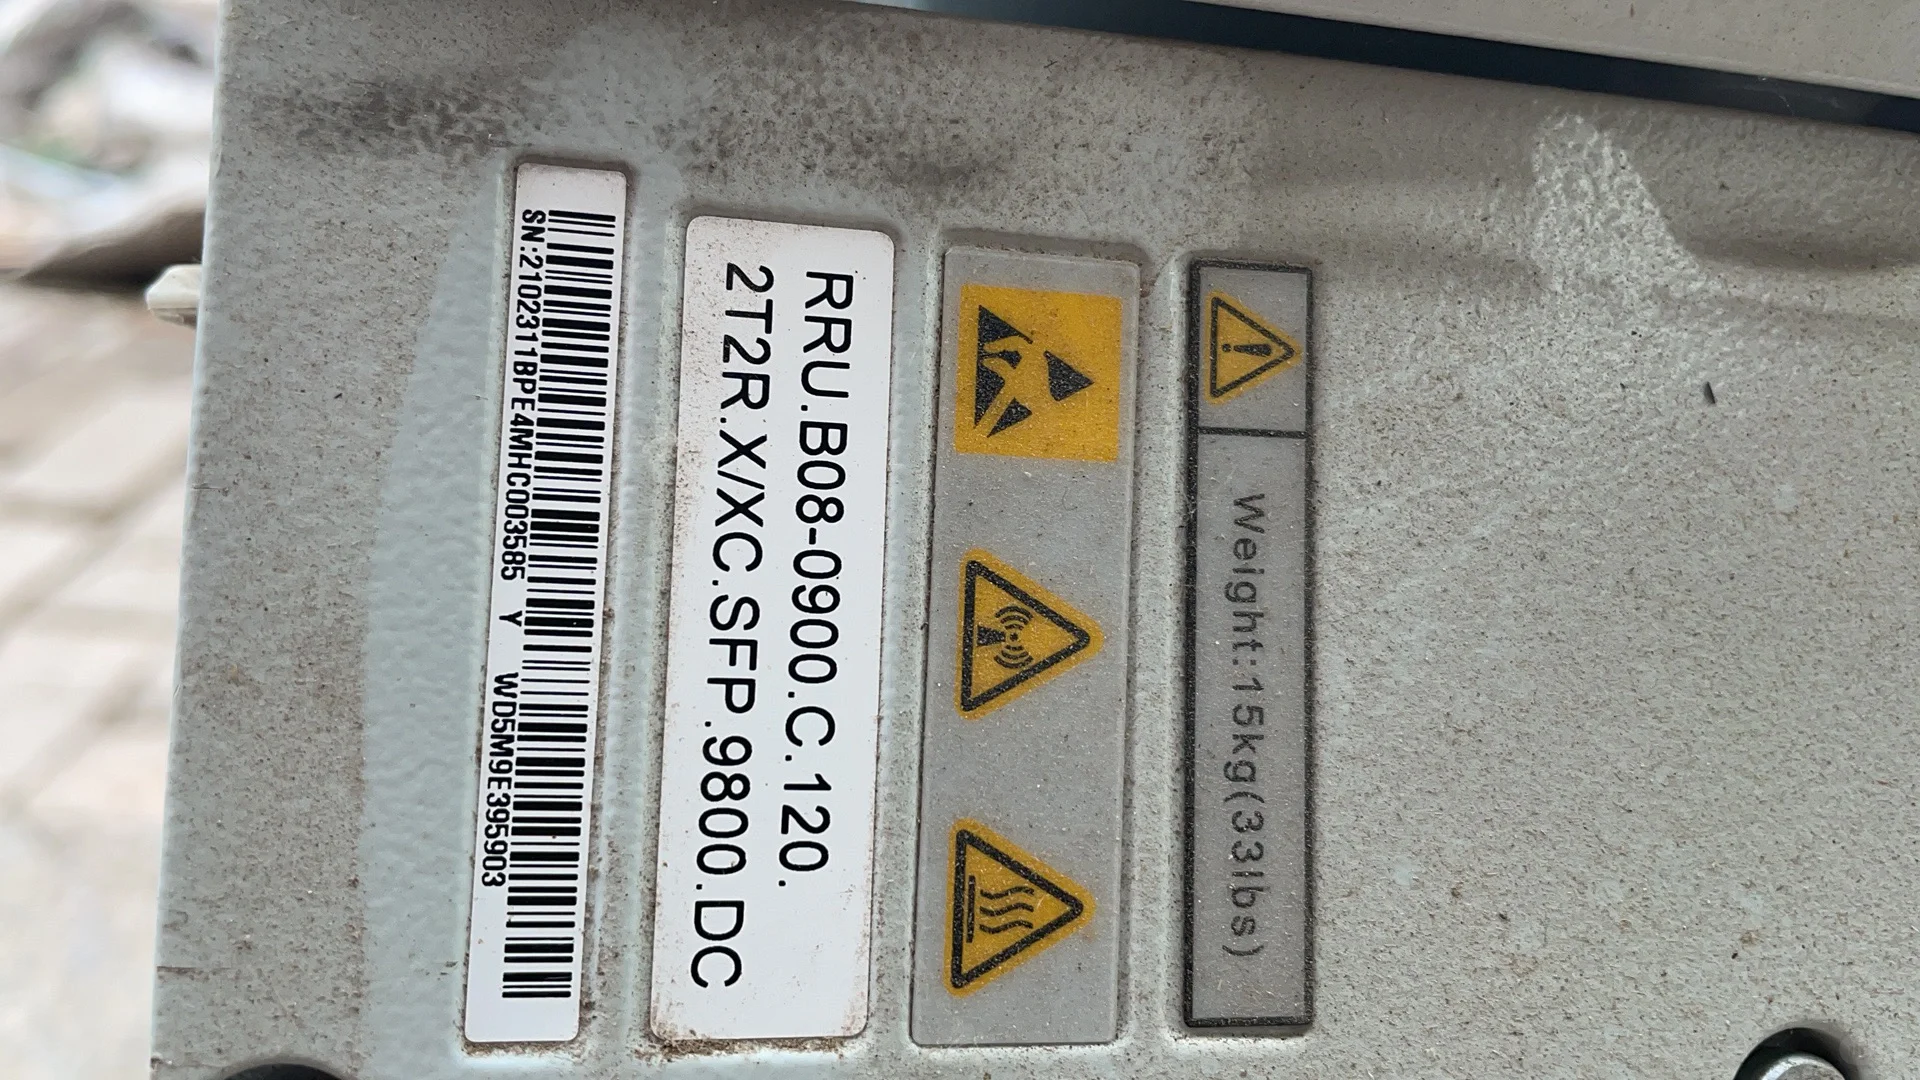 Weight:15kg(33lbs)
RRU.B08-0900.C.120.
2T2R.X/XC.SFP.9800.DC
SN:2102311BPE4MHC003585 Y WD5M9E395903